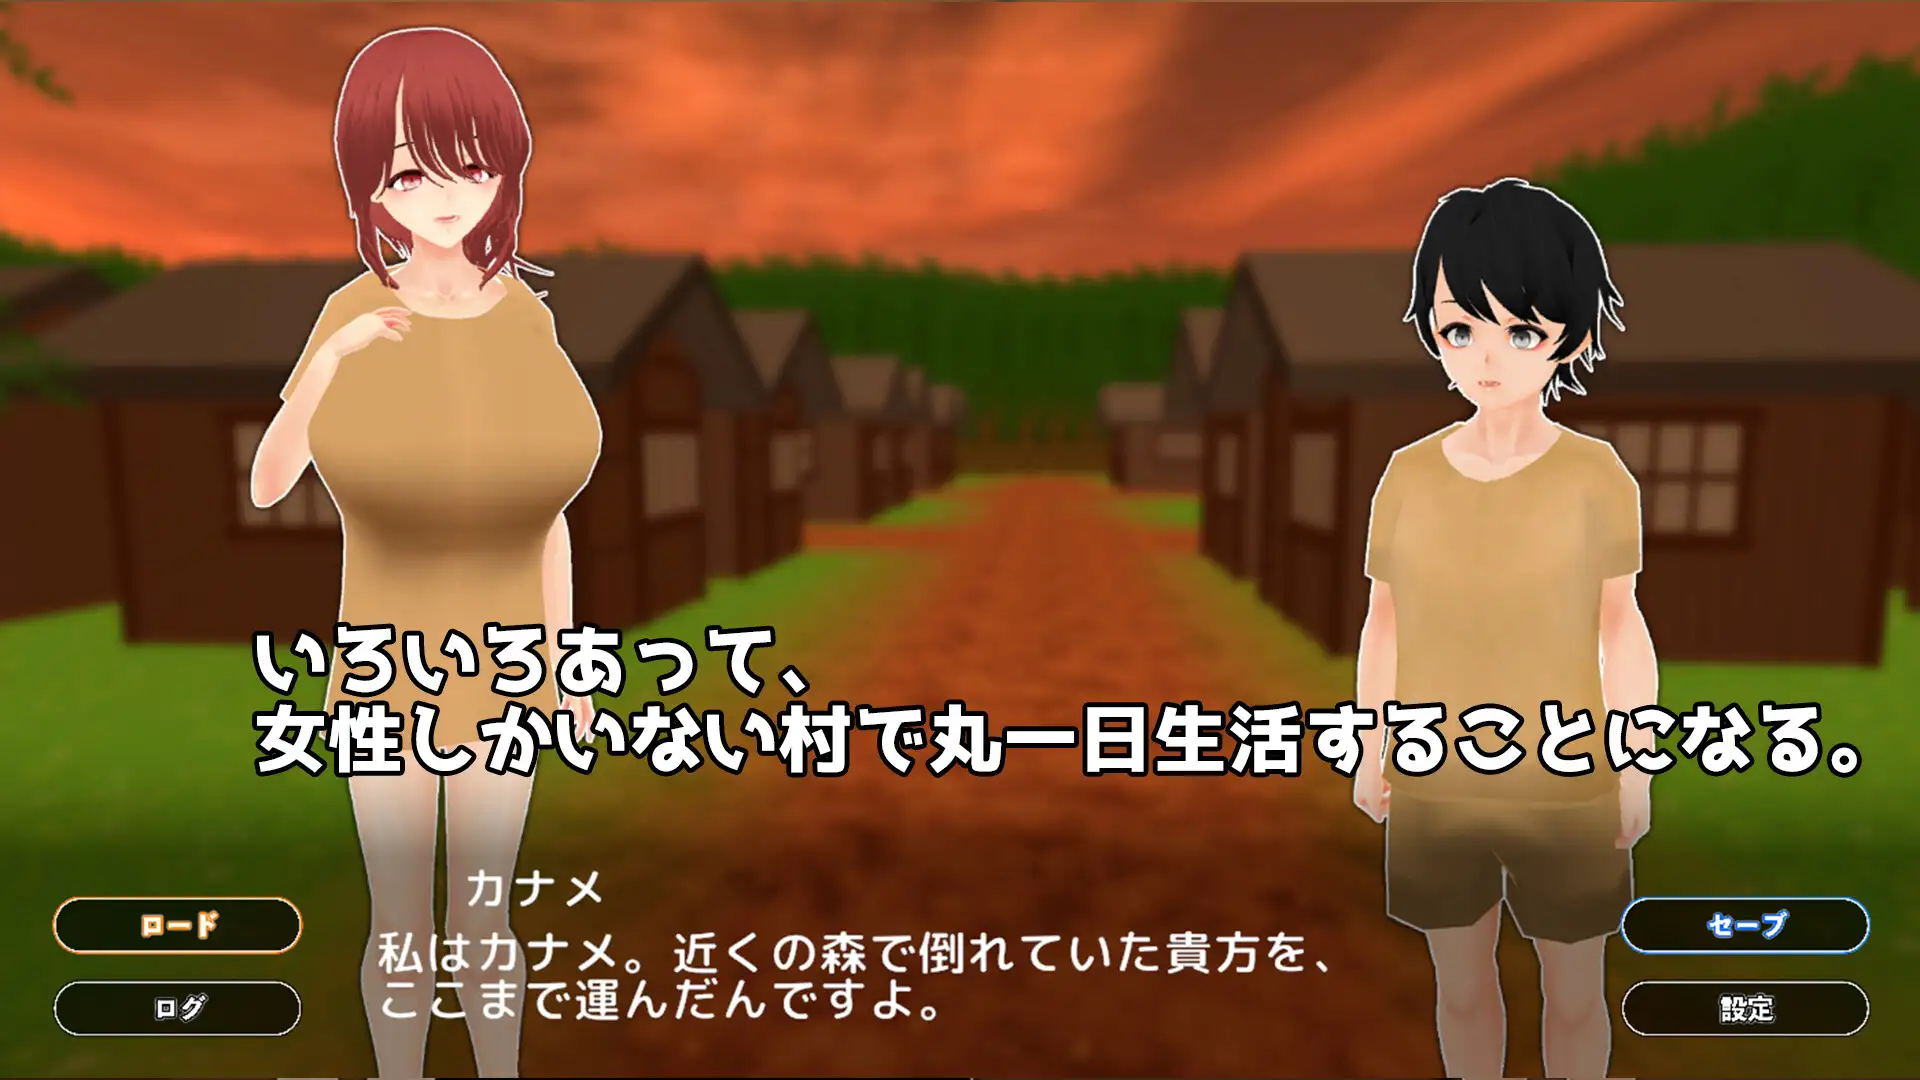 いろいろあって、
女性しかいない村で丸一日生活することになる。
カナメ
私はカナメ。近くの森で倒れていた貴方を、
ここまで運んだんですよ。
ロード
ログ
セーブ
設定